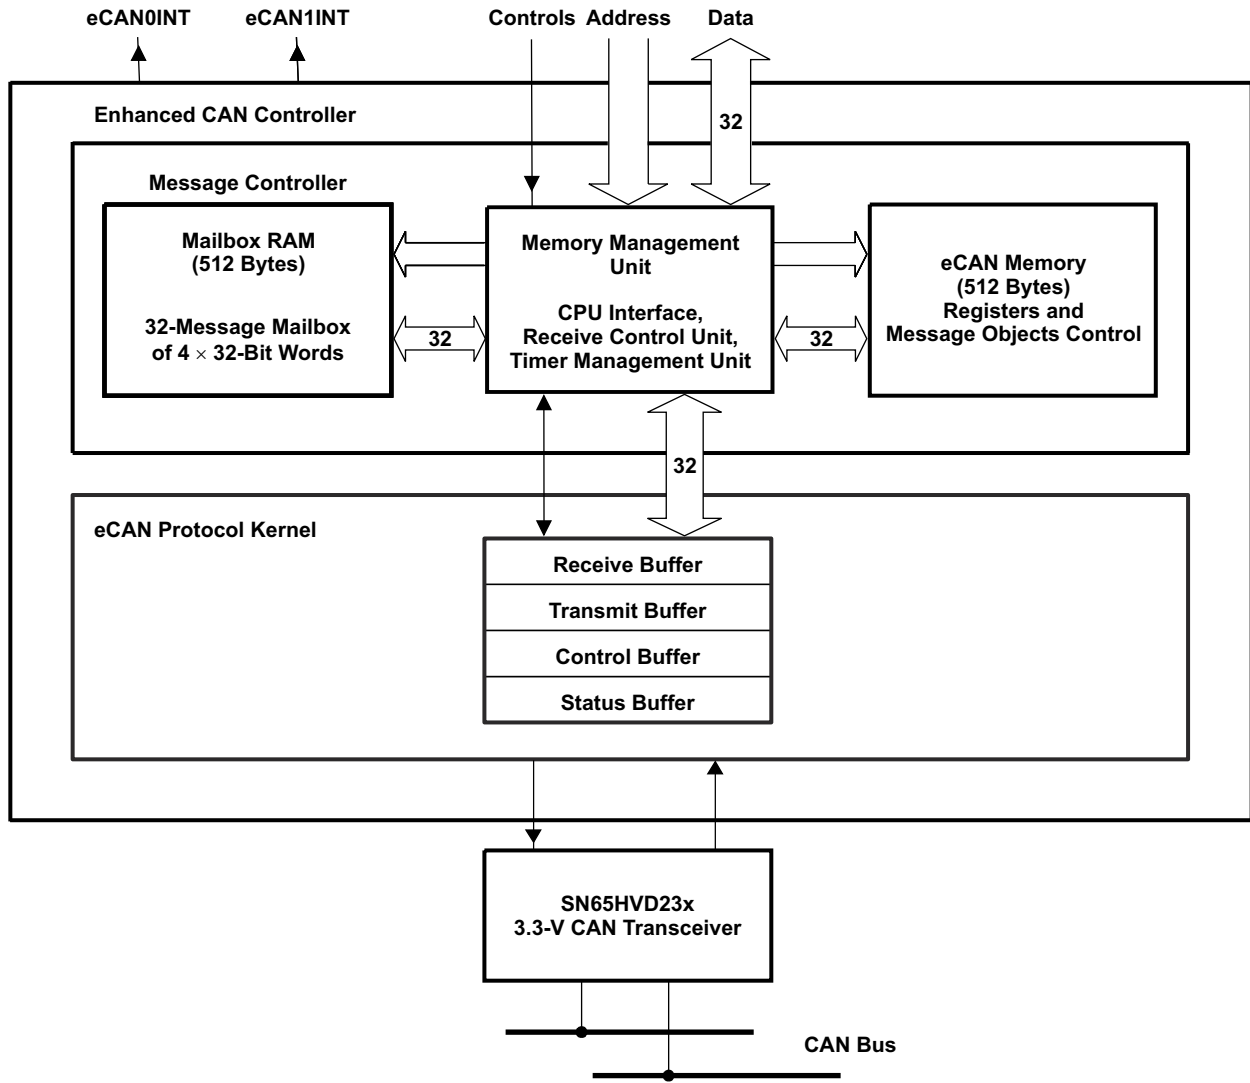 eCAN0INT
eCAN1INT
Controls
Address
Data
32
Enhanced CAN Controller
Message Controller
Mailbox RAM
(512 Bytes)
32-Message Mailbox
of 4 × 32-Bit Words
32
Memory Management
Unit
CPU Interface,
Receive Control Unit,
Timer Management Unit
32
eCAN Memory
(512 Bytes)
Registers and
Message Objects Control
32
eCAN Protocol Kernel
Receive Buffer
Transmit Buffer
Control Buffer
Status Buffer
SN65HVD23x
3.3-V CAN Transceiver
CAN Bus